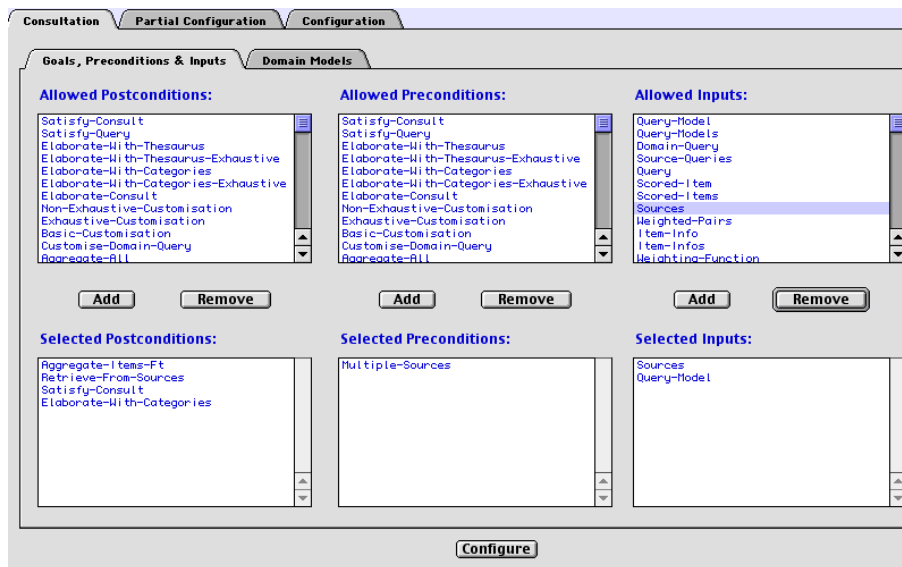 Consultation
Partial Configuration
Configuration
Goals, Preconditions & Inputs
Domain Models
Allowed Postconditions:
Satisfy-Consult
Satisfy-Query
Elaborate-With-Thesaurus
Elaborate-With-Thesaurus-Exhaustive
Elaborate-With-Categories
Elaborate-With-Categories-Exhaustive
Elaborate-Consult
Non-Exhaustive-Customisation
Exhaustive-Customisation
Basic-Customisation
Customise-Domain-Query
Aggregate-All
Add
Remove
Allowed Preconditions:
Satisfy-Consult
Satisfy-Query
Elaborate-With-Thesaurus
Elaborate-With-Thesaurus-Exhaustive
Elaborate-With-Categories
Elaborate-With-Categories-Exhaustive
Elaborate-Consult
Non-Exhaustive-Customisation
Exhaustive-Customisation
Basic-Customisation
Customise-Domain-Query
Aggregate-All
Add
Remove
Allowed Inputs:
Query-Model
Query-Models
Domain-Query
Source-Queries
Query
Scored-Item
Scored-Items
Sources
Weighted-Pairs
Item-Info
Item-Infos
Weighting-Function
Add
Remove
Selected Postconditions:
Aggregate-Items-Ft
Retrieve-From-Sources
Satisfy-Consult
Elaborate-With-Categories
Selected Preconditions:
Multiple-Sources
Selected Inputs:
Sources
Query-Model
Configure